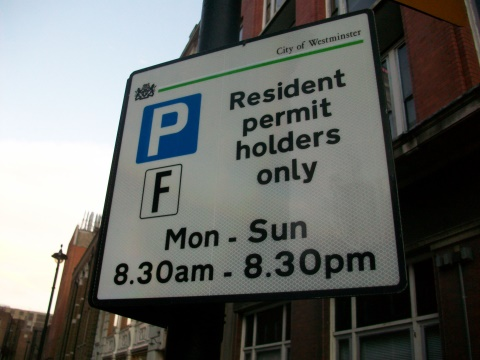 City of Westminster
P
Resident
permit
holders
only
F
Mon - Sun
8.30am - 8.30pm